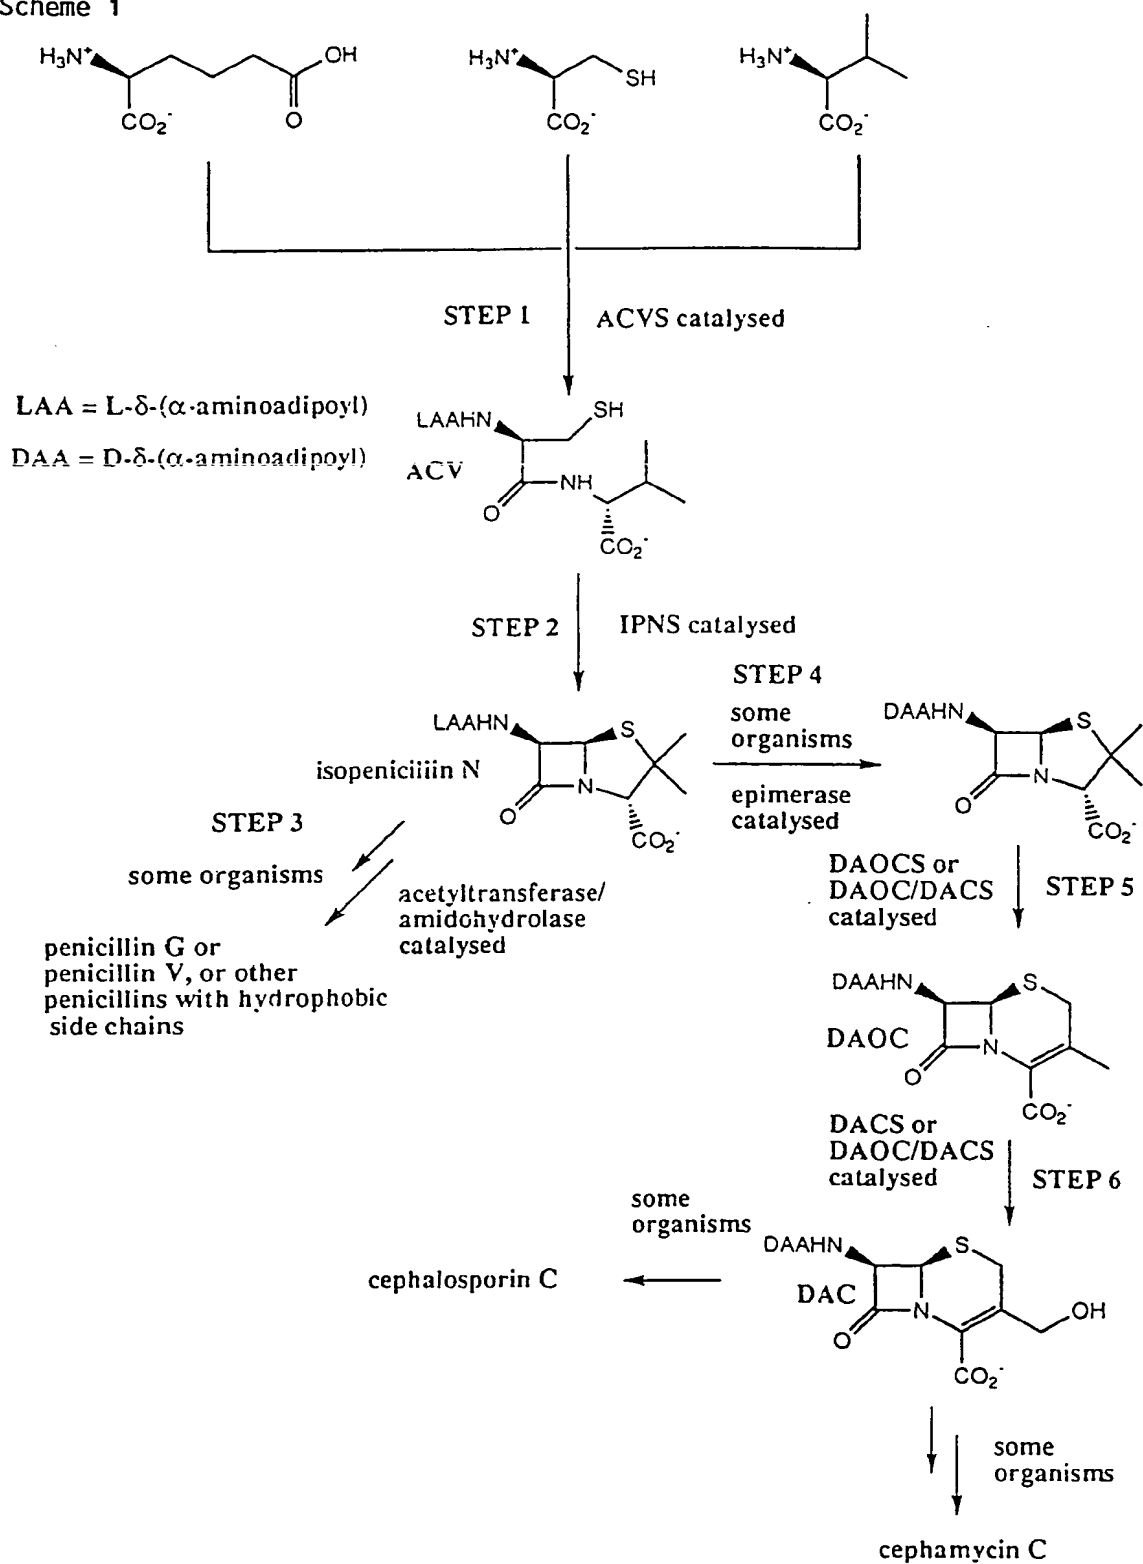 Scheme 1
H3N+
OH
CO2-
O
H3N+
SH
CO2-
H3N+
CO2-
STEP 1
ACVS catalysed
LAA = L-δ-(α-aminoadipoyl)
DAA = D-δ-(α-aminoadipoyl)
LAAHN
SH
ACV
NH
O
CO2-
STEP 2
IPNS catalysed
LAAHN
S
isopenicillin N
N
O
CO2-
STEP 4
some
organisms
epimerase
catalysed
DAAHN
S
N
O
CO2-
STEP 3
some organisms
acetyltransferase/
amidohydrolase
catalysed
penicillin G or
penicillin V, or other
penicillins with hydrophobic
side chains
DAOCS or
DAOC/DACS
catalysed
STEP 5
DAAHN
S
DAOC
N
O
CO2-
DACS or
DAOC/DACS
catalysed
STEP 6
some
organisms
cephalosporin C
DAAHN
S
DAC
N
OH
O
CO2-
some
organisms
cephamycin C